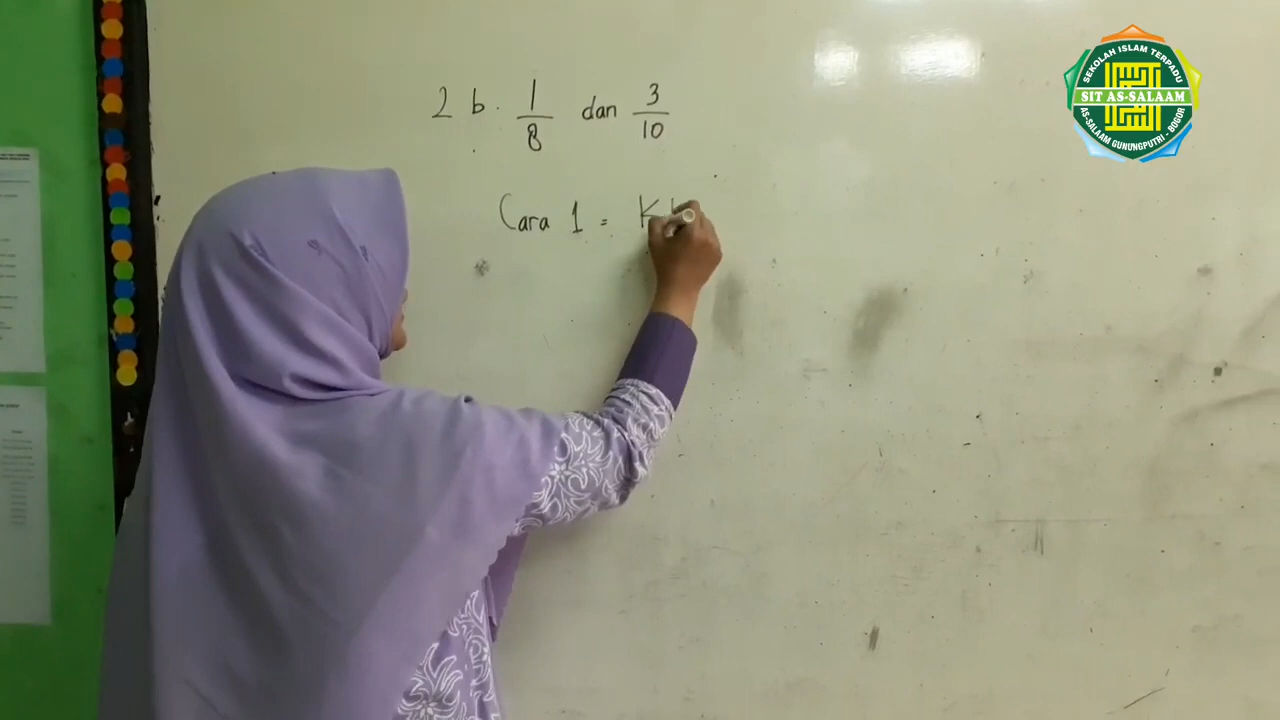 2 b. 1/8 dan 3/10
Cara 1 = K
SEKOLAH ISLAM TERPADU
SIT AS-SALAAM
AS-SALAAM GUNUNGPUTRI - BOGOR